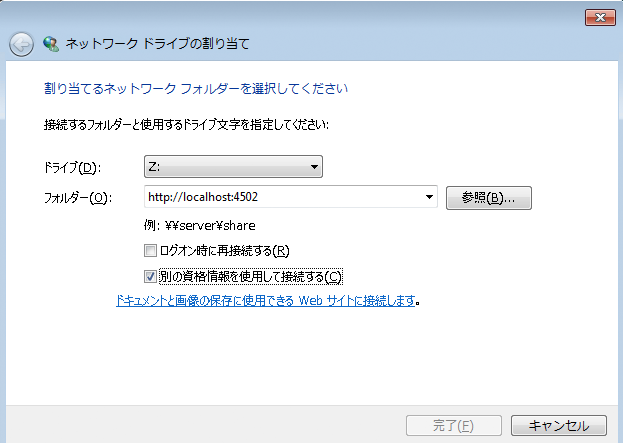 ネットワーク ドライブの割り当て
割り当てるネットワーク フォルダーを選択してください
接続するフォルダーと使用するドライブ文字を指定してください:
ドライブ(D): Z:
フォルダー(O): http://localhost:4502 参照(B)...
例: ¥¥server¥share
ログオン時に再接続する(R)
別の資格情報を使用して接続する(C)
ドキュメントと画像の保存に使用できる Web サイトに接続します。
完了(F) キャンセル